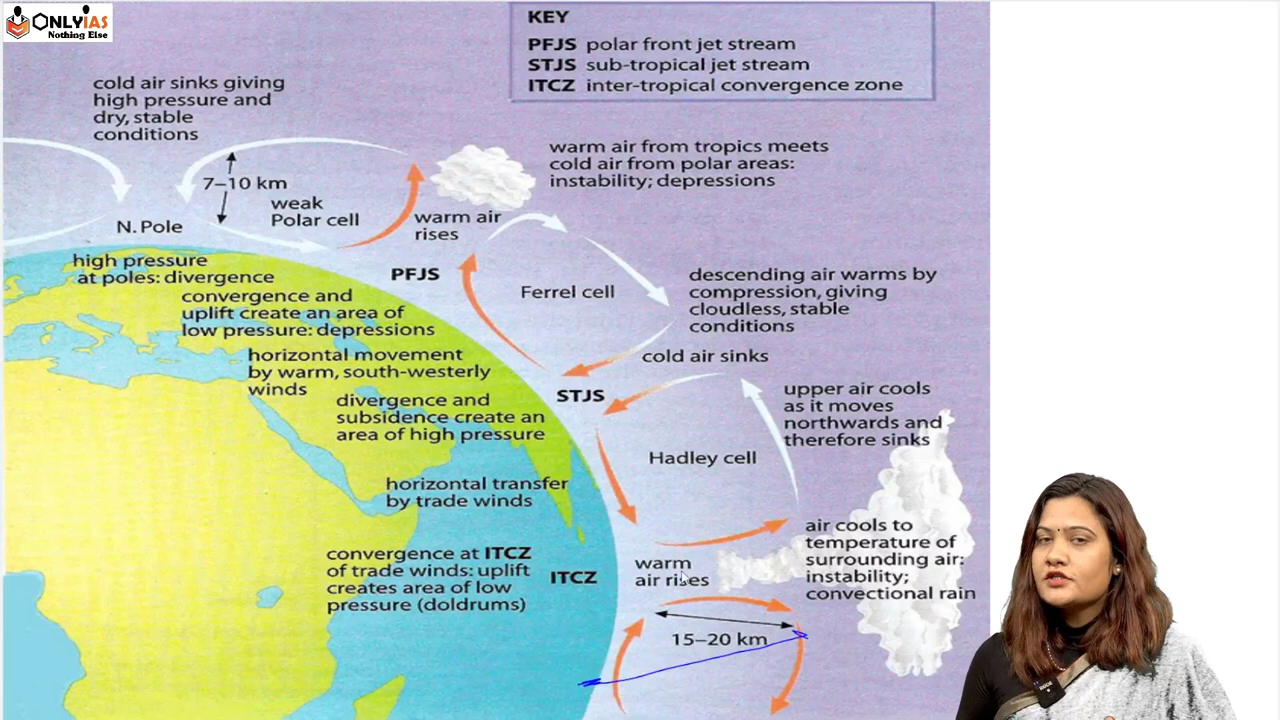 ONLYIAS
Nothing Else
KEY
PFJS polar front jet stream
STJS sub-tropical jet stream
ITCZ inter-tropical convergence zone
cold air sinks giving
high pressure and
dry, stable
conditions
warm air from tropics meets
cold air from polar areas:
instability; depressions
7–10 km
weak
Polar cell
N. Pole
warm air
rises
high pressure
at poles: divergence
PFJS
convergence and
uplift create an area of
low pressure: depressions
Ferrel cell
descending air warms by
compression, giving
cloudless, stable
conditions
horizontal movement
by warm, south-westerly
winds
cold air sinks
STJS
divergence and
subsidence create an
area of high pressure
upper air cools
as it moves
northwards and
therefore sinks
Hadley cell
horizontal transfer
by trade winds
convergence at ITCZ
of trade winds: uplift
creates area of low
pressure (doldrums)
ITCZ
warm
air rises
air cools to
temperature of
surrounding air:
instability;
convectional rain
15–20 km